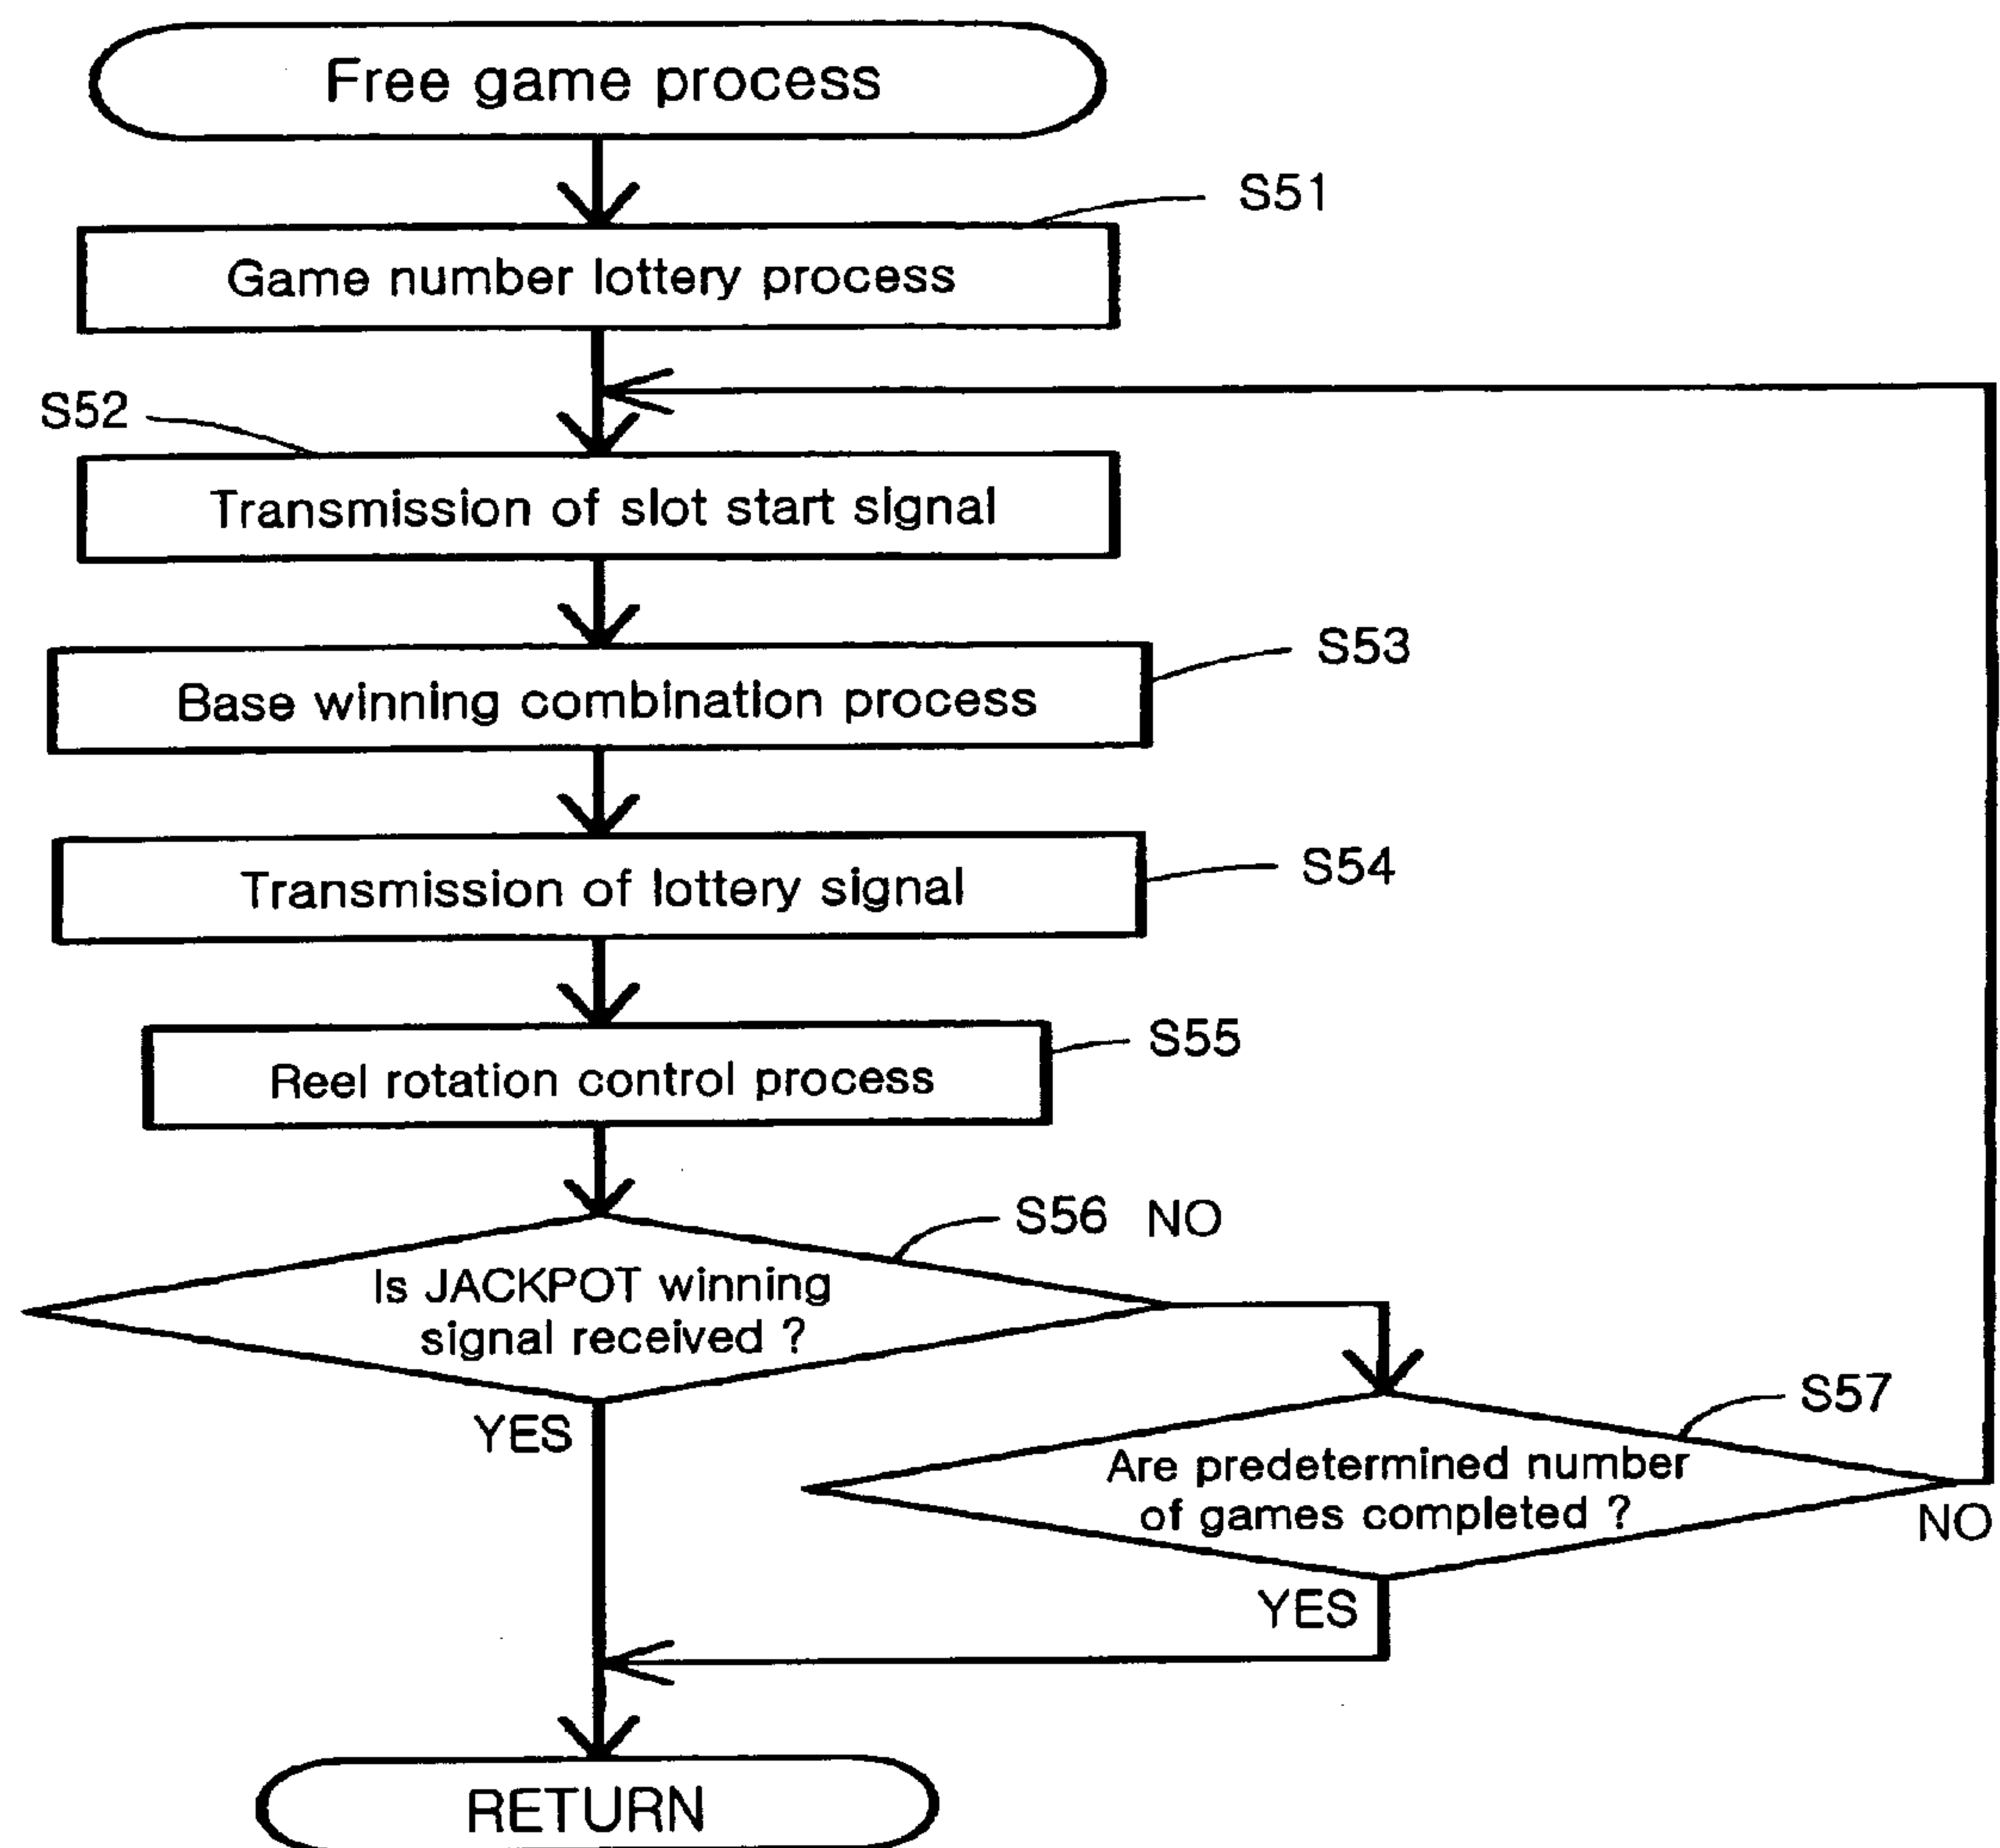 Free game process
S51
Game number lottery process
S52
Transmission of slot start signal
S53
Base winning combination process
S54
Transmission of lottery signal
S55
Reel rotation control process
S56 NO
Is JACKPOT winning
signal received ?
YES
S57
Are predetermined number
of games completed ?
NO
YES
RETURN